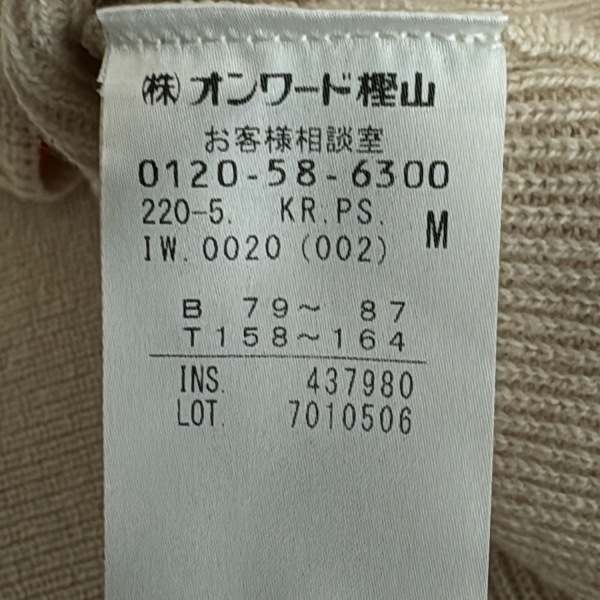 (株)オンワード樫山
お客様相談室
0120-58-6300
220-5. KR.PS. M
IW.0020(002)
B 79～ 87
T158～164
INS. 437980
LOT. 7010506